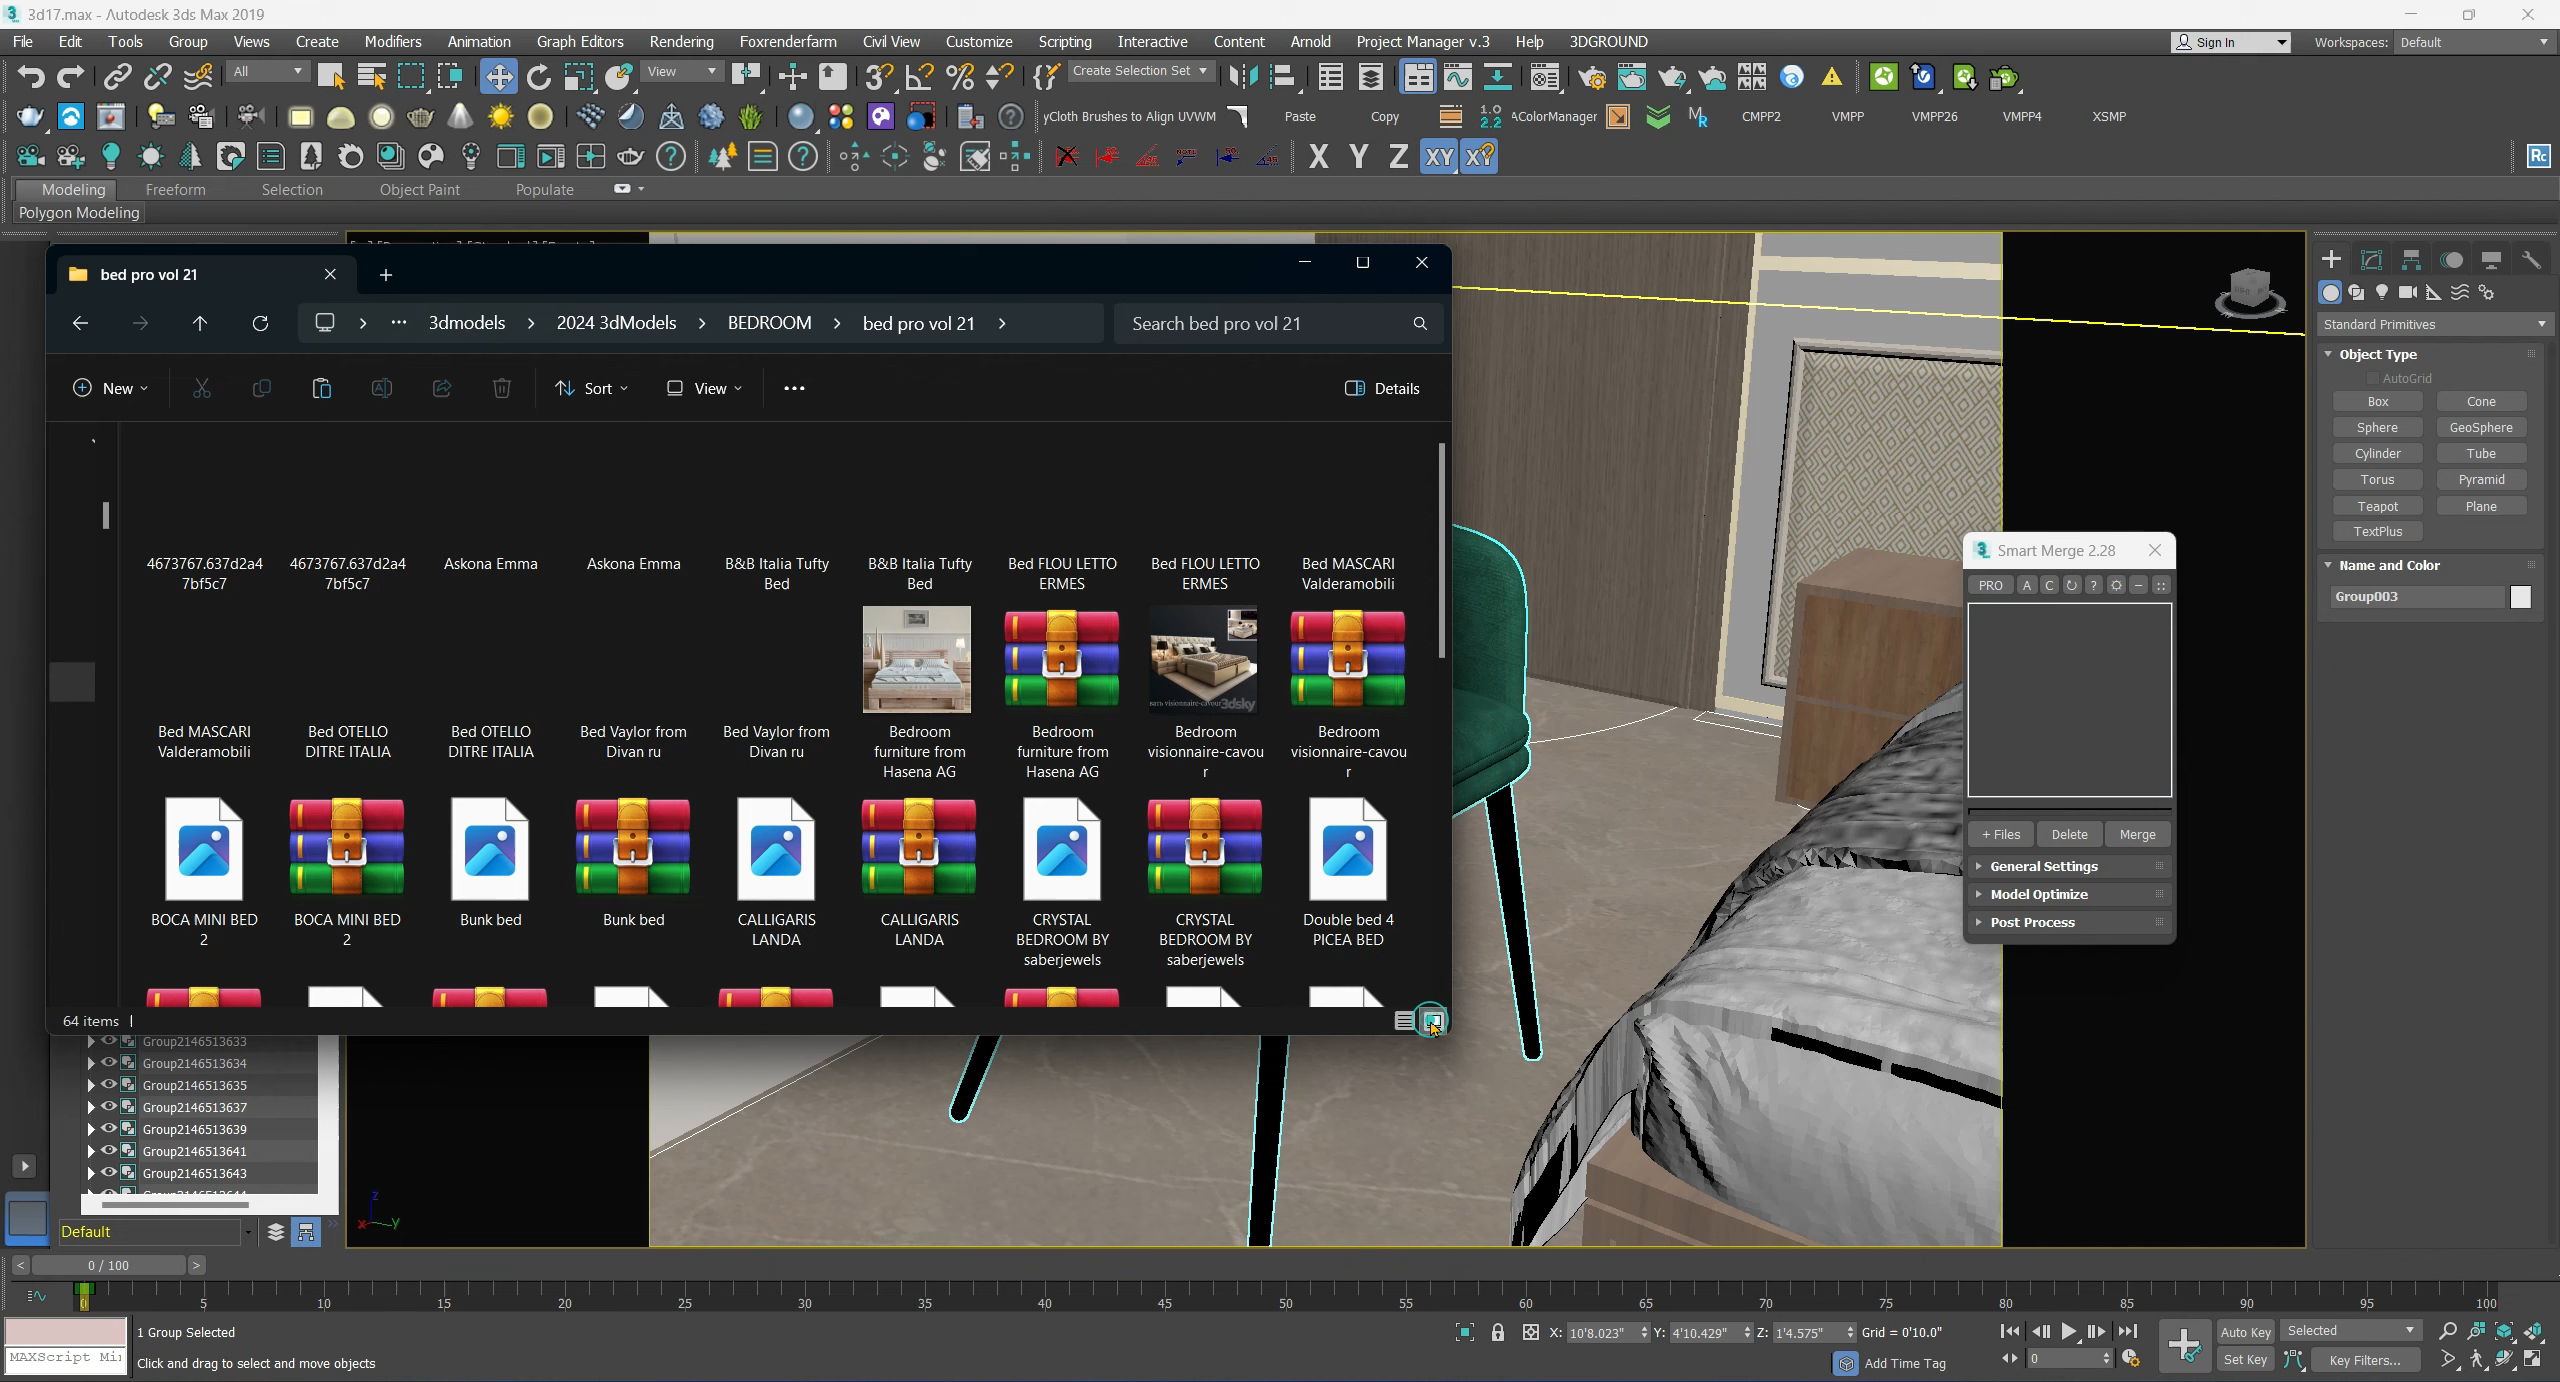 3d17.max - Autodesk 3ds Max 2019
File Edit Tools Group Views Create Modifiers Animation Graph Editors Rendering Foxrenderfarm Civil View Customize Scripting Interactive Content Arnold Project Manager v.3 Help 3DGROUND
Sign In Workspaces: Default
All View Create Selection Set
yCloth Brushes to Align UVWM Paste Copy 1.0 2.2 AColorManager CMPP2 VMPP VMPP26 VMPP4 XSMP
X Y Z XY XY Rc
Modeling Freeform Selection Object Paint Populate
Polygon Modeling
bed pro vol 21
3dmodels 2024 3dModels BEDROOM bed pro vol 21
Search bed pro vol 21
New Sort View Details
4673767.637d2a4 4673767.637d2a4 Askona Emma Askona Emma B&B Italia Tufty B&B Italia Tufty Bed FLOU LETTO Bed FLOU LETTO Bed MASCARI
7bf5c7 7bf5c7 Bed Bed ERMES ERMES Valderamobili
3dsky
Bed MASCARI Bed OTELLO Bed OTELLO Bed Vaylor from Bed Vaylor from Bedroom Bedroom Bedroom Bedroom
Valderamobili DITRE ITALIA DITRE ITALIA Divan ru Divan ru furniture from furniture from visionnaire-cavou visionnaire-cavou
Hasena AG Hasena AG r r
BOCA MINI BED BOCA MINI BED Bunk bed Bunk bed CALLIGARIS CALLIGARIS CRYSTAL CRYSTAL Double bed 4
2 2 LANDA LANDA BEDROOM BY BEDROOM BY PICEA BED
saberjewels saberjewels
64 items
Group2146513633
Group2146513634
Group2146513635
Group2146513637
Group2146513639
Group2146513641
Group2146513643
Default
Smart Merge 2.28
PRO A C ?
+ Files Delete Merge
General Settings
Model Optimize
Post Process
Standard Primitives
Object Type
AutoGrid
Box Cone
Sphere GeoSphere
Cylinder Tube
Torus Pyramid
Teapot Plane
TextPlus
Name and Color
Group003
z
x y
< 0 / 100 >
0 5 10 15 20 25 30 35 40 45 50 55 60 65 70 75 80 85 90 95 100
1 Group Selected
X: 10'8.023" Y: 4'10.429" Z: 1'4.575" Grid = 0'10.0"
Auto Key Selected
MAXScript Mi
Click and drag to select and move objects
Add Time Tag
0
Set Key Key Filters...